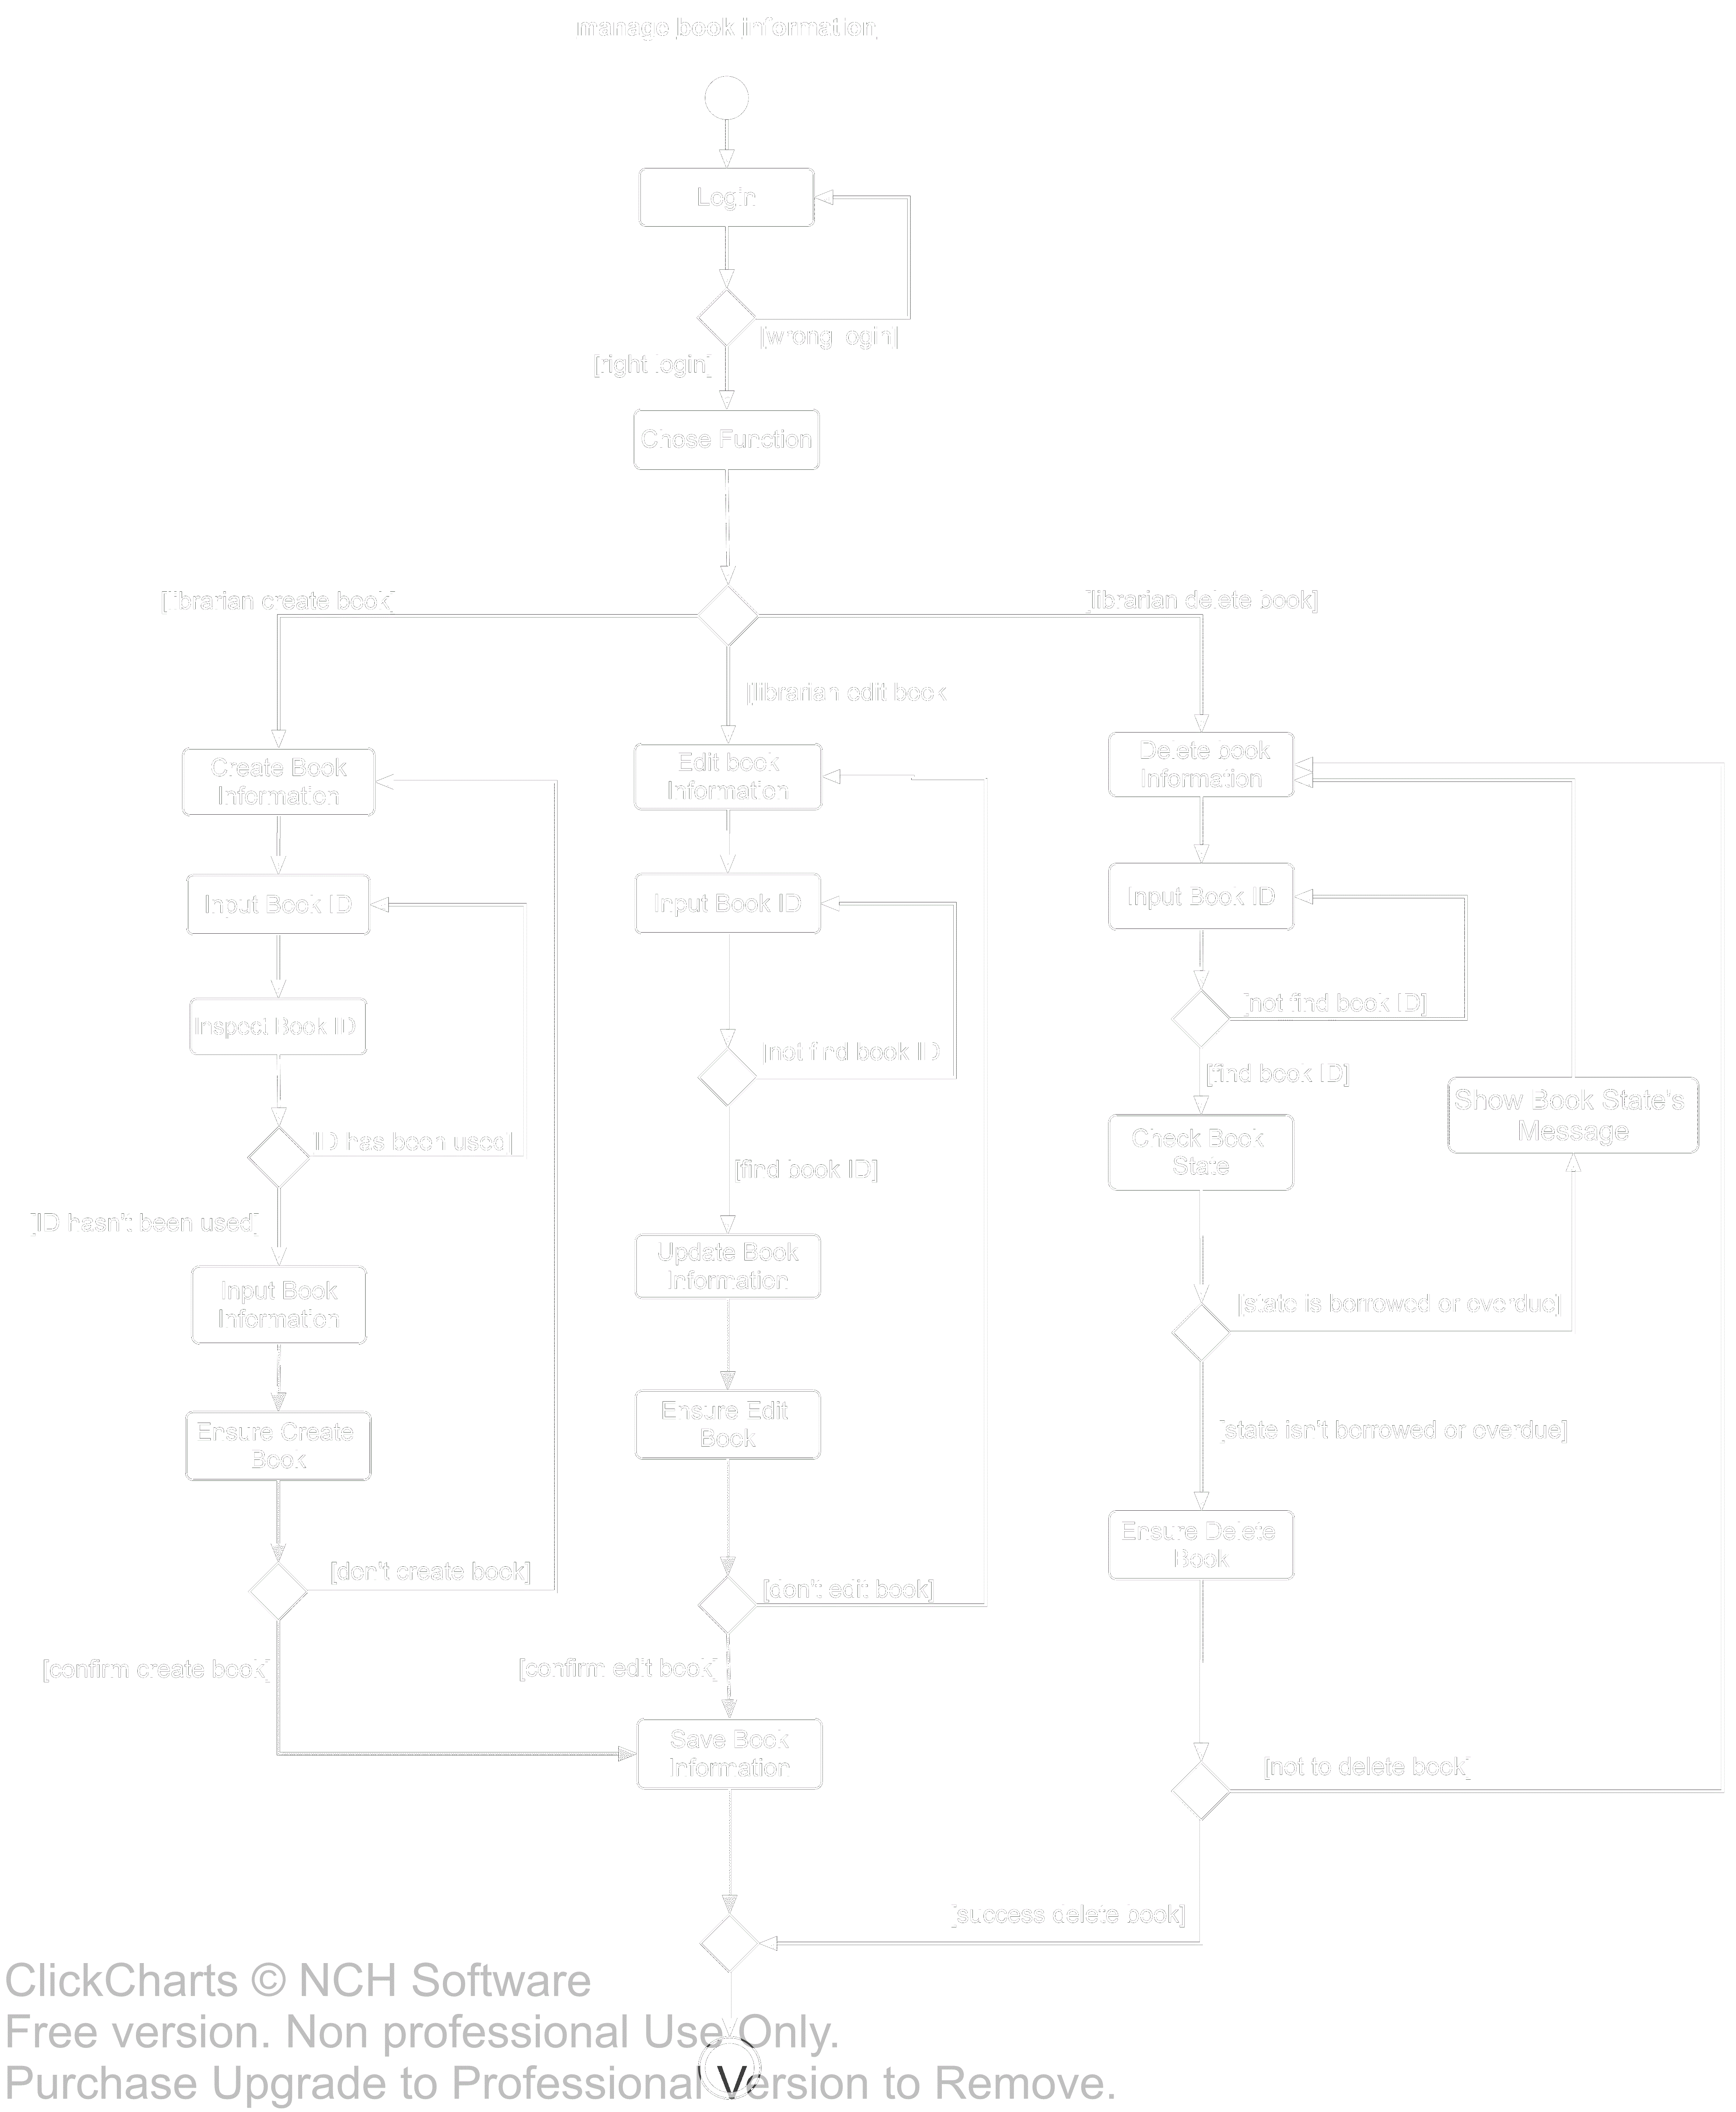 manage book information
Login
[wrong login]
[right login]
Chose Function
[librarian create book]
[librarian delete book]
[librarian edit book
Create Book
Information
Edit book
Information
Delete book
Information
Input Book ID
Input Book ID
Input Book ID
Inspect Book ID
[not find book ID]
[not find book ID
[find book ID]
Show Book State's
Message
ID has been used]
Check Book
State
[find book ID]
[ID hasn't been used]
Update Book
Information
Input Book
Information
[state is borrowed or overdue]
Ensure Create
Book
Ensure Edit
Book
[state isn't borrowed or overdue]
Ensure Delete
Book
[don't create book]
[don't edit book]
[confirm create book]
[confirm edit book]
Save Book
Information
[not to delete book]
[success delete book]
ClickCharts © NCH Software
Free version. Non professional Use Only.
Purchase Upgrade to Professional Version to Remove.